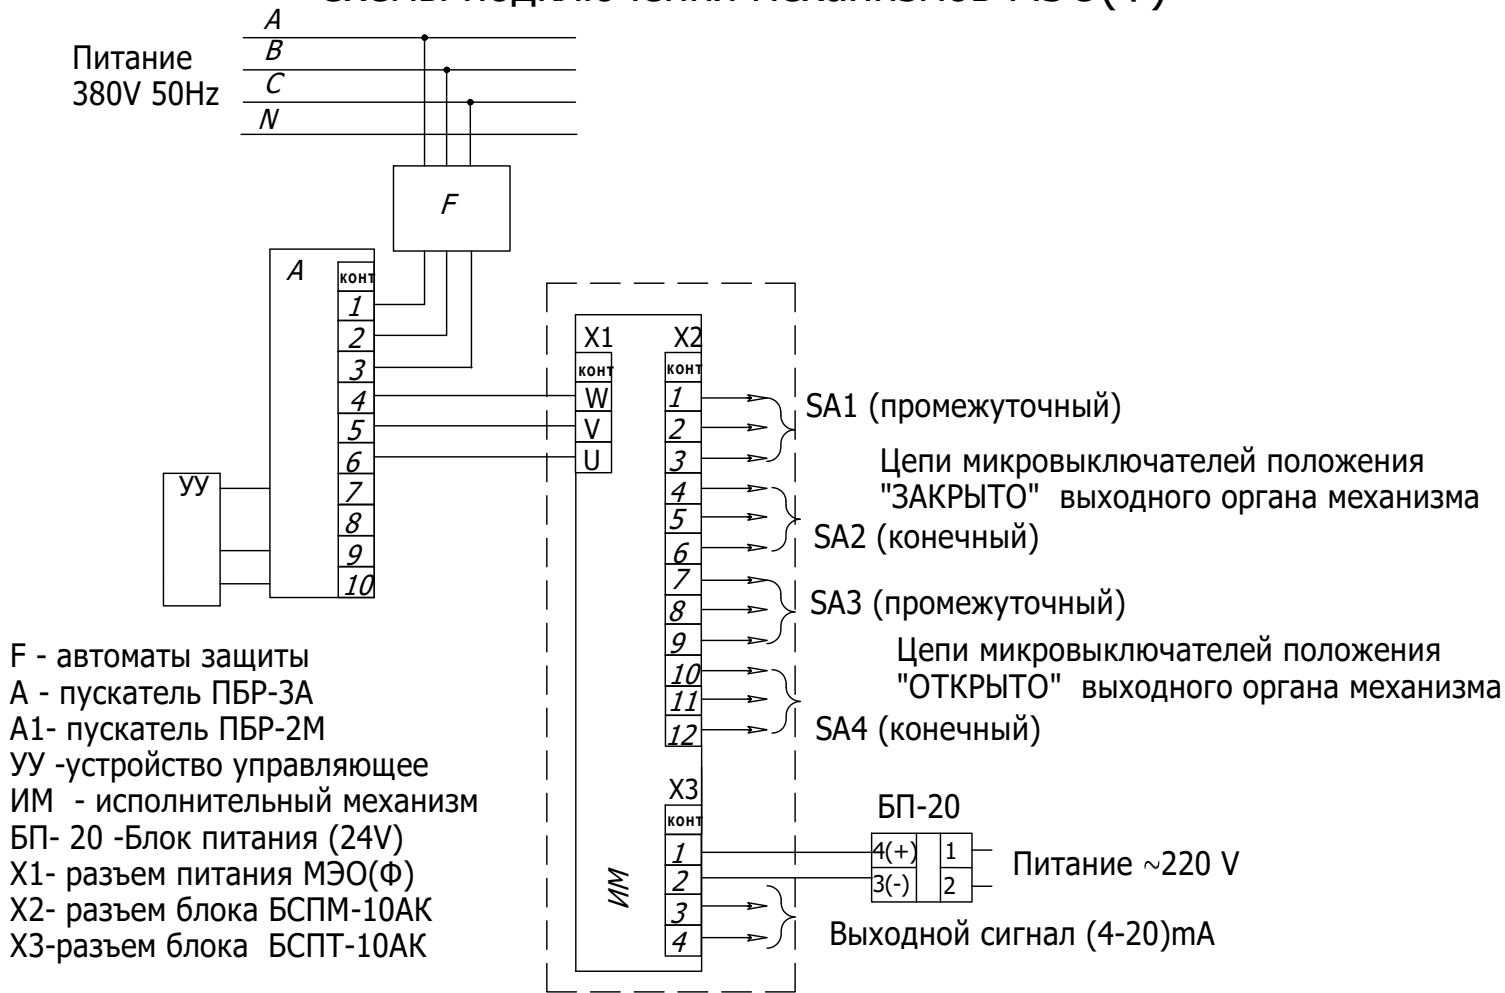 A
B
C
N
Питание
380V 50Hz
F
A
конт
1
2
3
4
5
6
7
8
9
10
УУ
X1
конт
W
V
U
X2
конт
1
2
3
4
5
6
7
8
9
10
11
12
SA1 (промежуточный)
Цепи микровыключателей положения
"ЗАКРЫТО" выходного органа механизма
SA2 (конечный)
SA3 (промежуточный)
Цепи микровыключателей положения
"ОТКРЫТО" выходного органа механизма
SA4 (конечный)
X3
конт
1
2
3
4
ИМ
БП-20
4(+) 1
3(-) 2
Питание ~220 V
Выходной сигнал (4-20)mA
F - автоматы защиты
А - пускатель ПБР-3А
А1- пускатель ПБР-2М
УУ -устройство управляющее
ИМ - исполнительный механизм
БП- 20 -Блок питания (24V)
Х1- разъем питания МЭО(Ф)
Х2- разъем блока БСПМ-10АК
Х3-разъем блока БСПТ-10АК